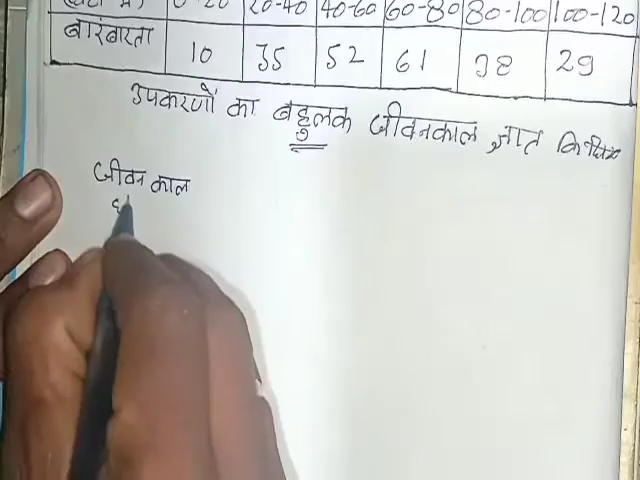 (घंटों में) 0-20 20-40 40-60 60-80 80-100 100-120
बारंबारता 10 35 52 61 38 29
उपकरणों का बहुलक जीवनकाल ज्ञात किजिए
जीवन काल